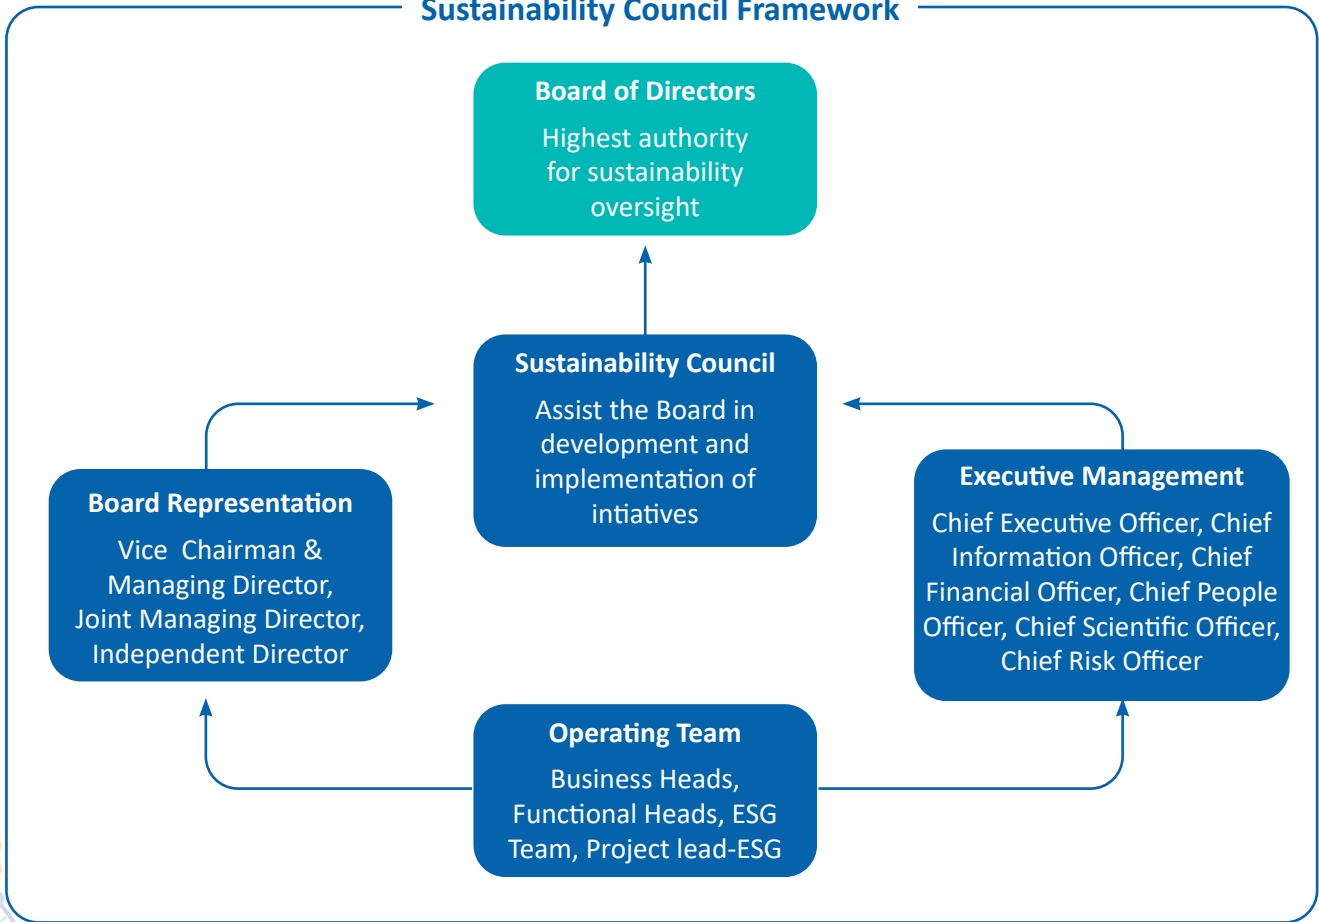 Sustainability Council Framework
Board of Directors
Highest authority
for sustainability
oversight
Sustainability Council
Assist the Board in
development and
implementation of
intiatives
Board Representation
Vice Chairman &
Managing Director,
Joint Managing Director,
Independent Director
Executive Management
Chief Executive Officer, Chief
Information Officer, Chief
Financial Officer, Chief People
Officer, Chief Scientific Officer,
Chief Risk Officer
Operating Team
Business Heads,
Functional Heads, ESG
Team, Project lead-ESG